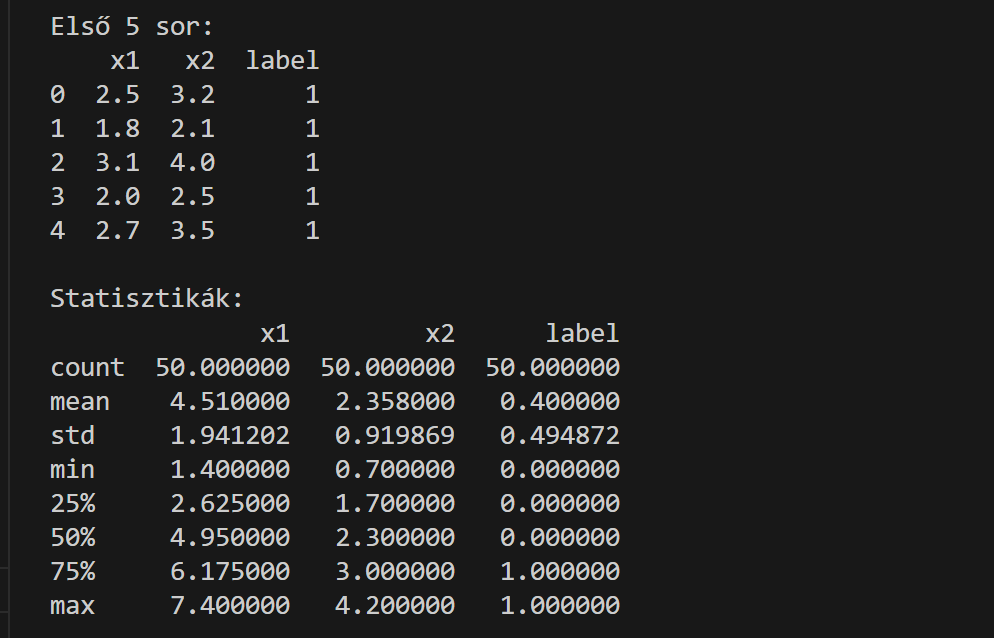 Első 5 sor:
x1 x2 label
0 2.5 3.2 1
1 1.8 2.1 1
2 3.1 4.0 1
3 2.0 2.5 1
4 2.7 3.5 1
Statisztikák:
x1 x2 label
count 50.000000 50.000000 50.000000
mean 4.510000 2.358000 0.400000
std 1.941202 0.919869 0.494872
min 1.400000 0.700000 0.000000
25% 2.625000 1.700000 0.000000
50% 4.950000 2.300000 0.000000
75% 6.175000 3.000000 1.000000
max 7.400000 4.200000 1.000000